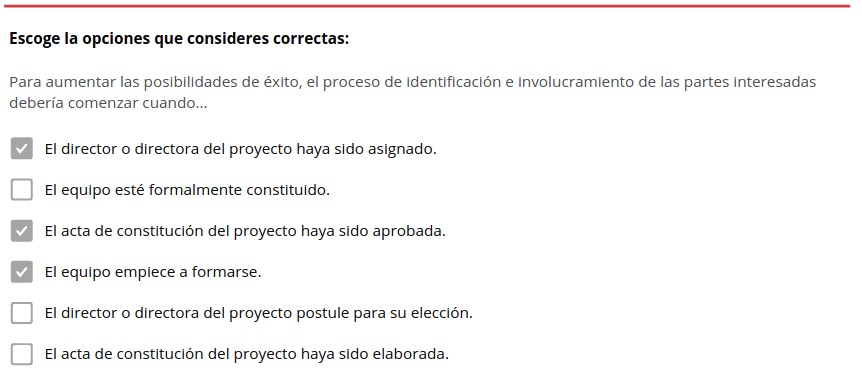 Escoge la opciones que consideres correctas:
Para aumentar las posibilidades de éxito, el proceso de identificación e involucramiento de las partes interesadas
debería comenzar cuando...
El director o directora del proyecto haya sido asignado.
El equipo esté formalmente constituido.
El acta de constitución del proyecto haya sido aprobada.
El equipo empiece a formarse.
El director o directora del proyecto postule para su elección.
El acta de constitución del proyecto haya sido elaborada.